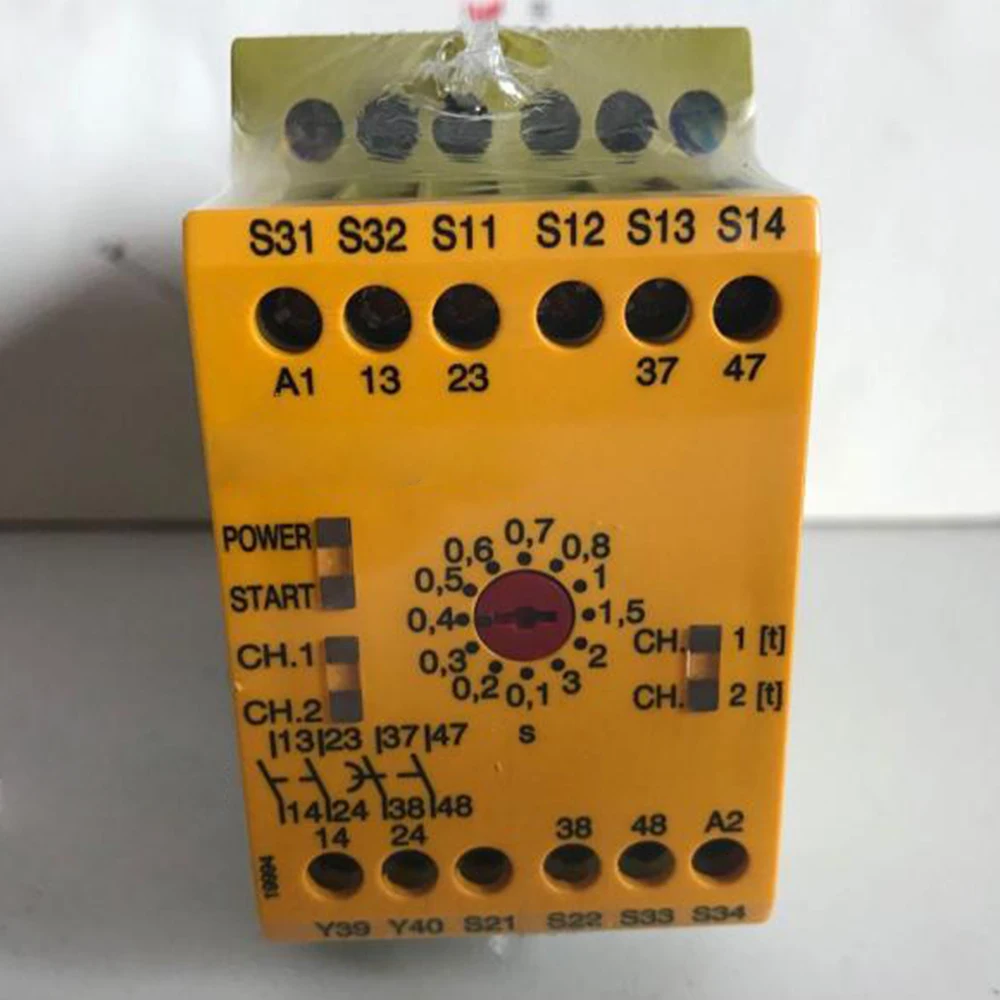 S31 S32 S11 S12 S13 S14
A1 13 23 37 47
POWER
START
CH.1
CH.2
0,7
0,6 0,8
0,5 1
0,4 1,5
0,3 2
0,2 0,1 3
s
CH. 1 [t]
CH. 2 [t]
13 23 37 47
14 24 38 48
14 24 38 48 A2
19994
Y39 Y40 S21 S22 S33 S34